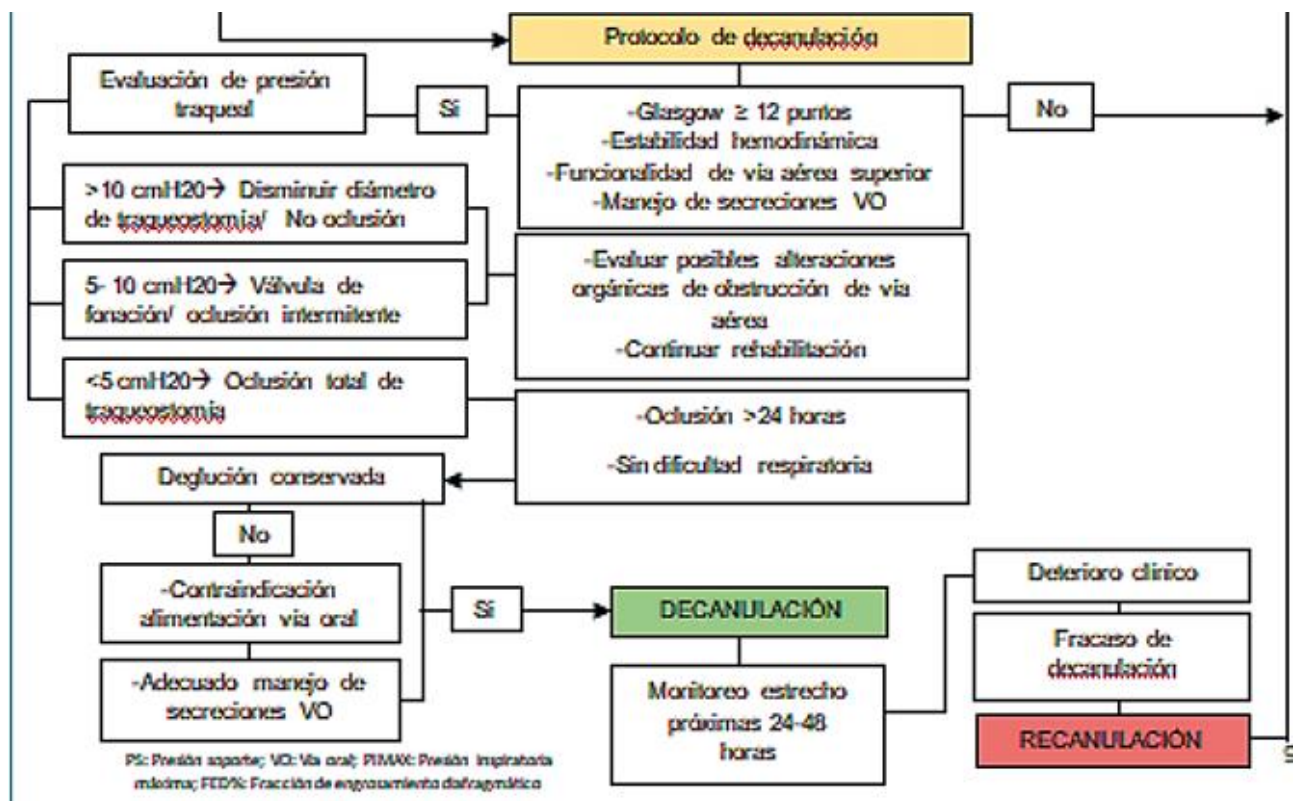 Protocolo de decanulación
Evaluación de presión
traqueal
Sí
-Glasgow ≥ 12 puntos
-Estabilidad hemodinámica
-Funcionalidad de vía aérea superior
-Manejo de secreciones VO
No
>10 cmH20→ Disminuir diámetro
de traqueostomía/ No oclusión
5- 10 cmH20→ Válvula de
fonación/ oclusión intermitente
-Evaluar posibles alteraciones
orgánicas de obstrucción de vía
aérea
-Continuar rehabilitación
<5 cmH20→ Oclusión total de
traqueostomía
-Oclusión >24 horas
-Sin dificultad respiratoria
Deglución conservada
No
-Contraindicación
alimentación vía oral
-Adecuado manejo de
secreciones VO
Sí
DECANULACIÓN
Monitoreo estrecho
próximas 24-48
horas
Deterioro clínico
Fracaso de
decanulación
RECANULACIÓN
PS: Presión soporte; VO: Vía oral; PIMAX: Presión inspiratoria
máxima; FED%: Fracción de engrosamiento diafragmático